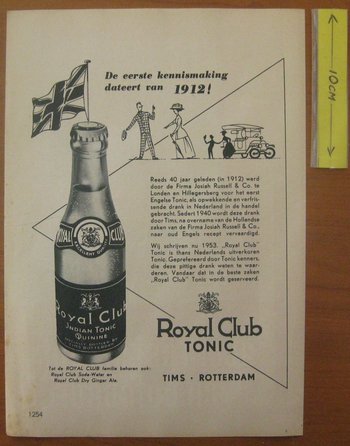 De eerste kennismaking
dateert van 1912!
10CM
Reeds 40 jaar geleden (in 1912) werd
door de Firma Josiah Russell & Co. te
Londen en Hillegersberg voor het eerst
Engelse Tonic, als opwekkende en verfris-
sende drank in Nederland in de handel
gebracht. Sedert 1940 wordt deze drank
door Tims, na overname van de Hollandse
zaken van de Firma Josiah Russell & Co.,
naar oud Engels recept vervaardigd.
Wij schrijven nu 1953. „Royal Club"
Tonic is thans Nederlands uitverkoren
Tonic. Geprefereerd door Tonic kenners,
die deze pittige drank weten te waar-
deren. Vandaar dat in de beste zaken
„Royal Club" Tonic wordt geserveerd.
ROYAL CLUB
Royal Club
INDIAN TONIC
QUININE
TIMS ROTTERDAM
Royal Club
TONIC
TIMS · ROTTERDAM
Tot de ROYAL CLUB familie behoren ook:
Royal Club Soda-Water en
Royal Club Dry Ginger Ale.
1254